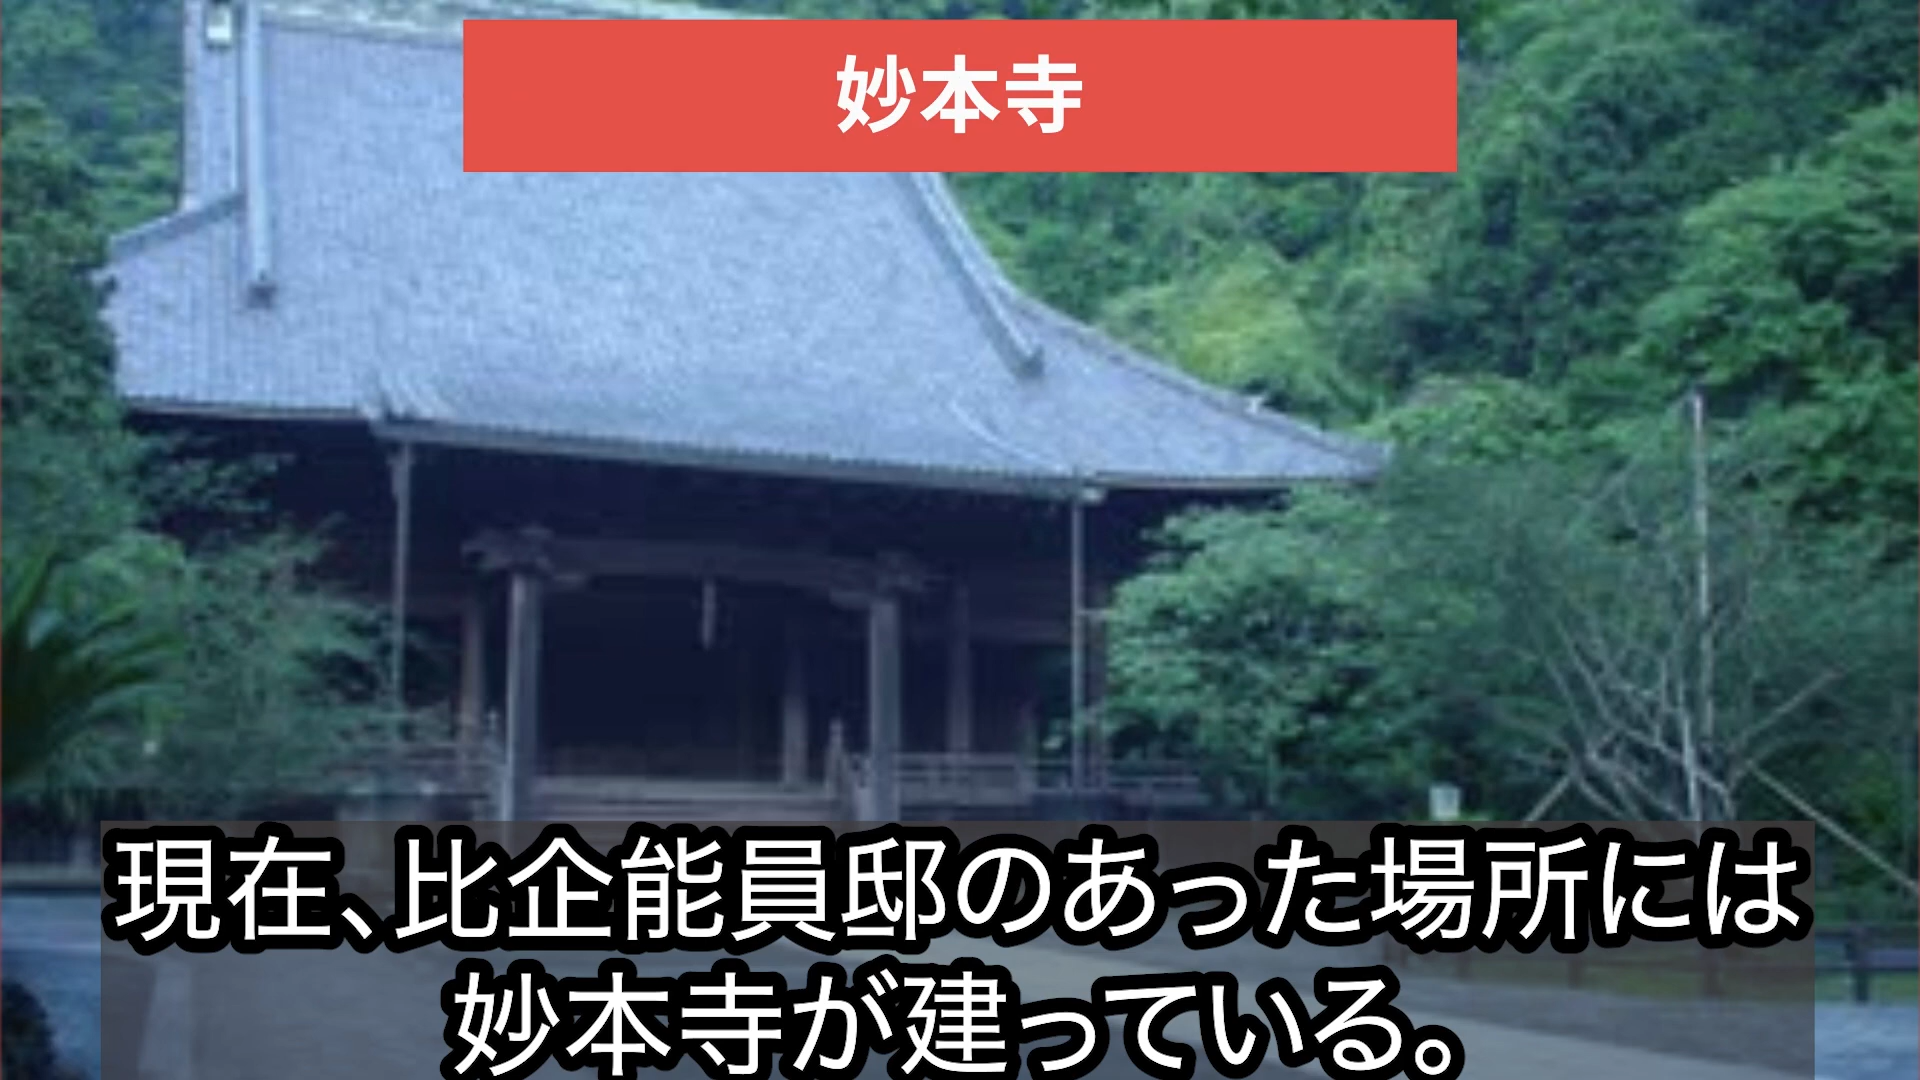 妙本寺
現在、比企能員邸のあった場所には
妙本寺が建っている。